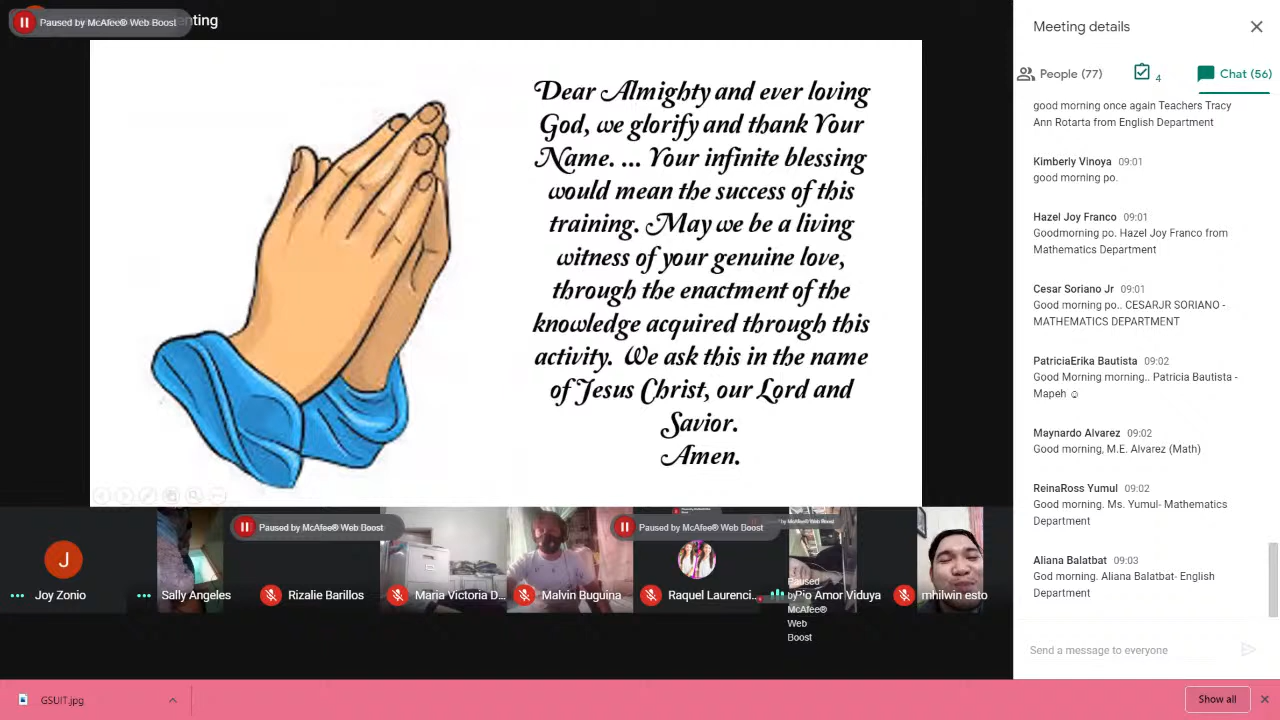 Paused by McAfee® Web Boost
nting
Dear Almighty and ever loving
God, we glorify and thank Your
Name. ... Your infinite blessing
would mean the success of this
training. May we be a living
witness of your genuine love,
through the enactment of the
knowledge acquired through this
activity. We ask this in the name
of Jesus Christ, our Lord and
Savior.
Amen.
Paused by McAfee® Web Boost
Paused by McAfee® Web Boost
by McAfee® Web Boost
J
Joy Zonio
Sally Angeles
Rizalie Barillos
Maria Victoria D...
Malvin Buguina
Raquel Laurenci...
Pio Amor Viduya
mhilwin esto
Paused
by
McAfee®
Web
Boost
Meeting details
People (77)
4
Chat (56)
good morning once again Teachers Tracy
Ann Rotarta from English Department
Kimberly Vinoya 09:01
good morning po.
Hazel Joy Franco 09:01
Goodmorning po. Hazel Joy Franco from
Mathematics Department
Cesar Soriano Jr 09:01
Good morning po.. CESARJR SORIANO -
MATHEMATICS DEPARTMENT
PatriciaErika Bautista 09:02
Good Morning morning.. Patricia Bautista -
Mapeh ☺
Maynardo Alvarez 09:02
Good morning, M.E. Alvarez (Math)
ReinaRoss Yumul 09:02
Good morning. Ms. Yumul- Mathematics
Department
Aliana Balatbat 09:03
God morning. Aliana Balatbat- English
Department
Send a message to everyone
GSUIT.jpg
Show all